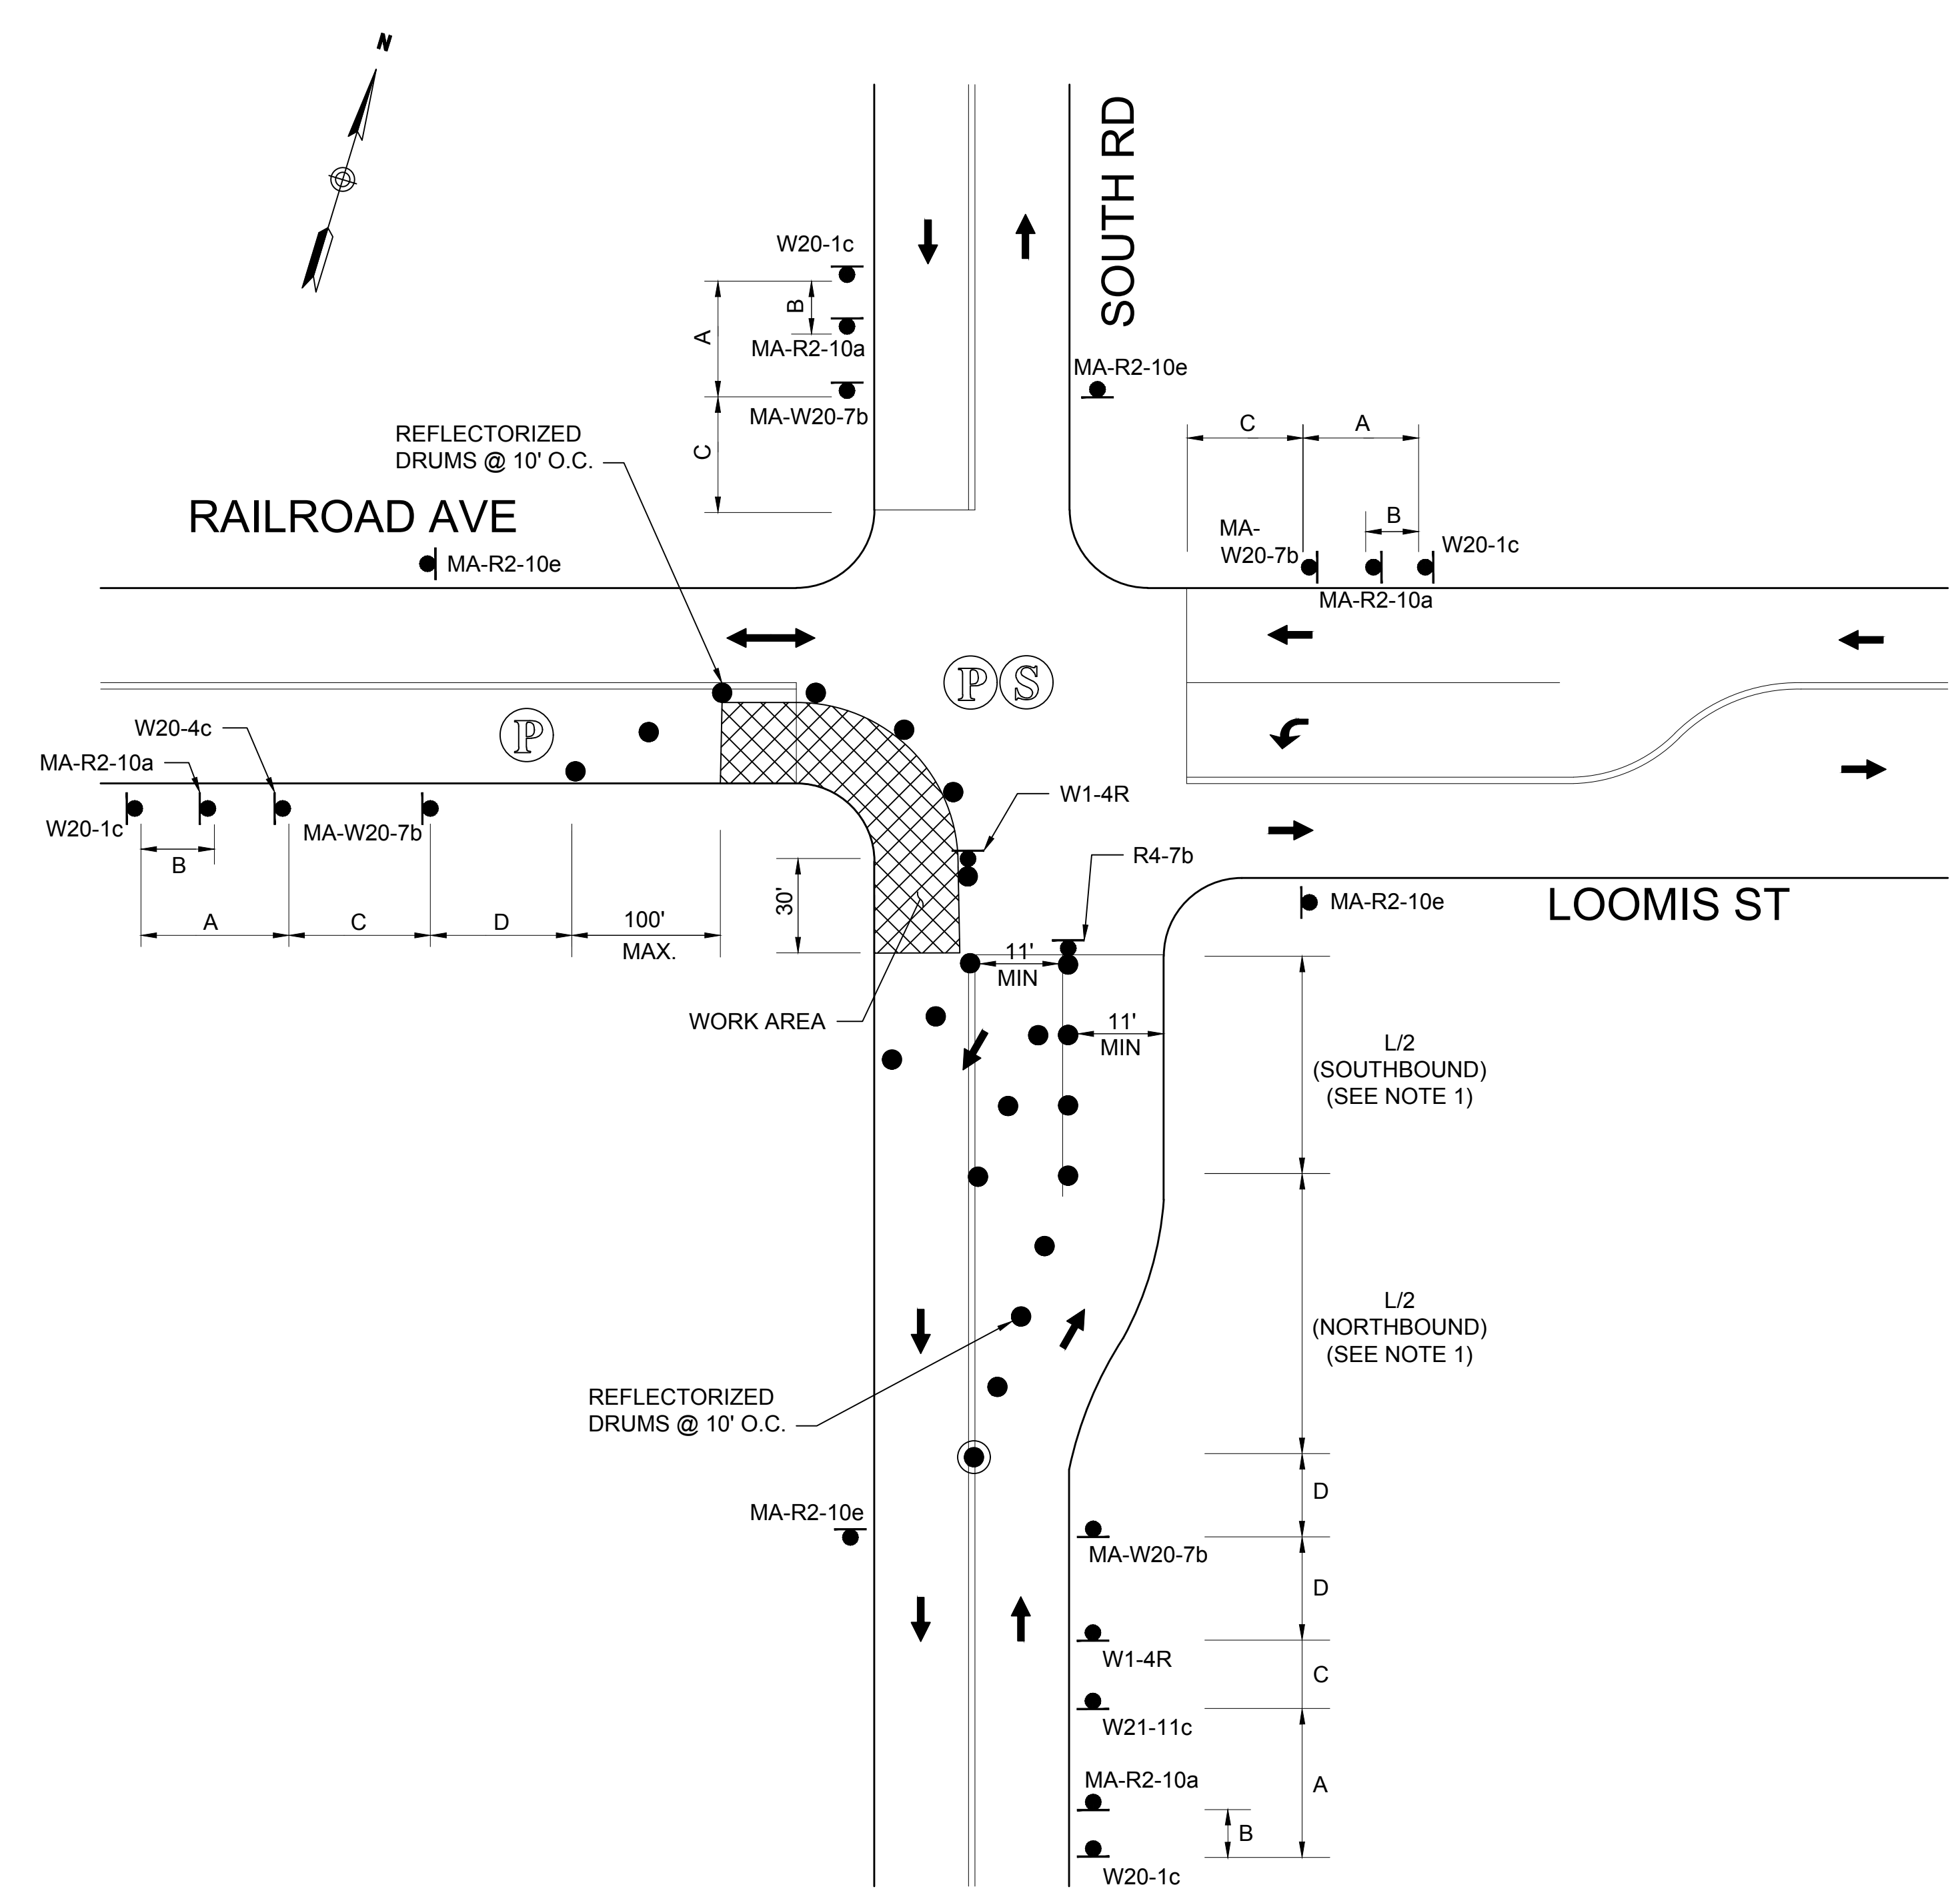 N
SOUTH RD
W20-1c
B
A
MA-R2-10a
MA-W20-7b
C
MA-R2-10e
REFLECTORIZED
DRUMS @ 10' O.C.
RAILROAD AVE
MA-R2-10e
C
A
B
MA-
W20-7b
W20-1c
MA-R2-10a
P
S
P
W20-4c
MA-R2-10a
W20-1c
MA-W20-7b
B
A
C
D
100'
MAX.
30'
W1-4R
R4-7b
MA-R2-10e
LOOMIS ST
11'
MIN
WORK AREA
11'
MIN
L/2
(SOUTHBOUND)
(SEE NOTE 1)
L/2
(NORTHBOUND)
(SEE NOTE 1)
REFLECTORIZED
DRUMS @ 10' O.C.
MA-R2-10e
D
MA-W20-7b
D
W1-4R
C
W21-11c
MA-R2-10a
A
B
W20-1c